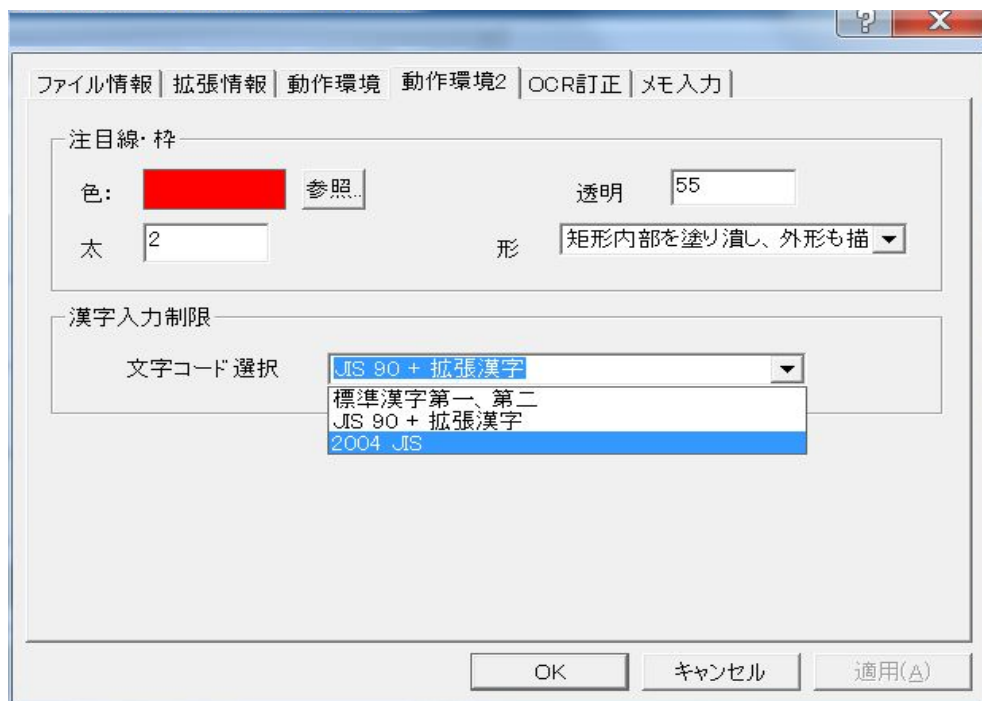 ファイル情報 拡張情報 動作環境 動作環境2 OCR訂正 メモ入力
注目線・枠
色: 参照.. 透明 55
太 2 形 矩形内部を塗り潰し、外形も描
漢字入力制限
文字コード選択 JIS 90 + 拡張漢字
標準漢字第一、第二
JIS 90 + 拡張漢字
2004 JIS
OK キャンセル 適用(A)